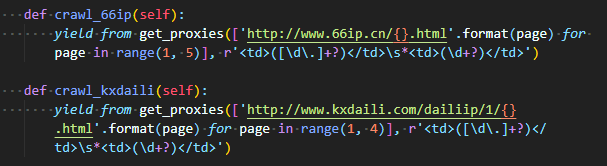 def crawl_66ip(self):
yield from get_proxies(['http://www.66ip.cn/{}.html'.format(page) for
page in range(1, 5)], r'<td>([\d\.]+?)</td>\s*<td>(\d+?)</td>')
def crawl_kxdaili(self):
yield from get_proxies(['http://www.kxdaili.com/dailiip/1/{}
.html'.format(page) for page in range(1, 4)], r'<td>([\d\.]+?)</
td>\s*<td>(\d+?)</td>')